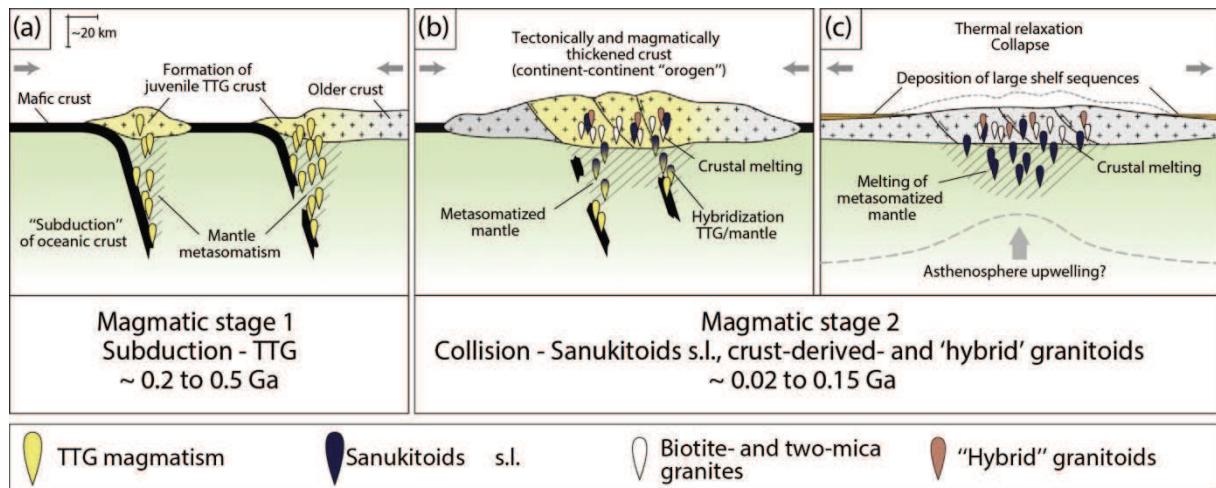 (a)
~20 km
Formation of
juvenile TTG crust
Mafic crust
Older crust
"Subduction"
of oceanic crust
Mantle
metasomatism
(b)
Tectonically and magmatically
thickened crust
(continent-continent "orogen")
Crustal melting
Metasomatized
mantle
Hybridization
TTG/mantle
(c)
Thermal relaxation
Collapse
Deposition of large shelf sequences
Crustal melting
Melting of
metasomatized
mantle
Asthenosphere upwelling?
Magmatic stage 1
Subduction - TTG
~ 0.2 to 0.5 Ga
Magmatic stage 2
Collision - Sanukitoids s.l., crust-derived- and 'hybrid' granitoids
~ 0.02 to 0.15 Ga
TTG magmatism
Sanukitoids s.l.
Biotite- and two-mica
granites
"Hybrid" granitoids